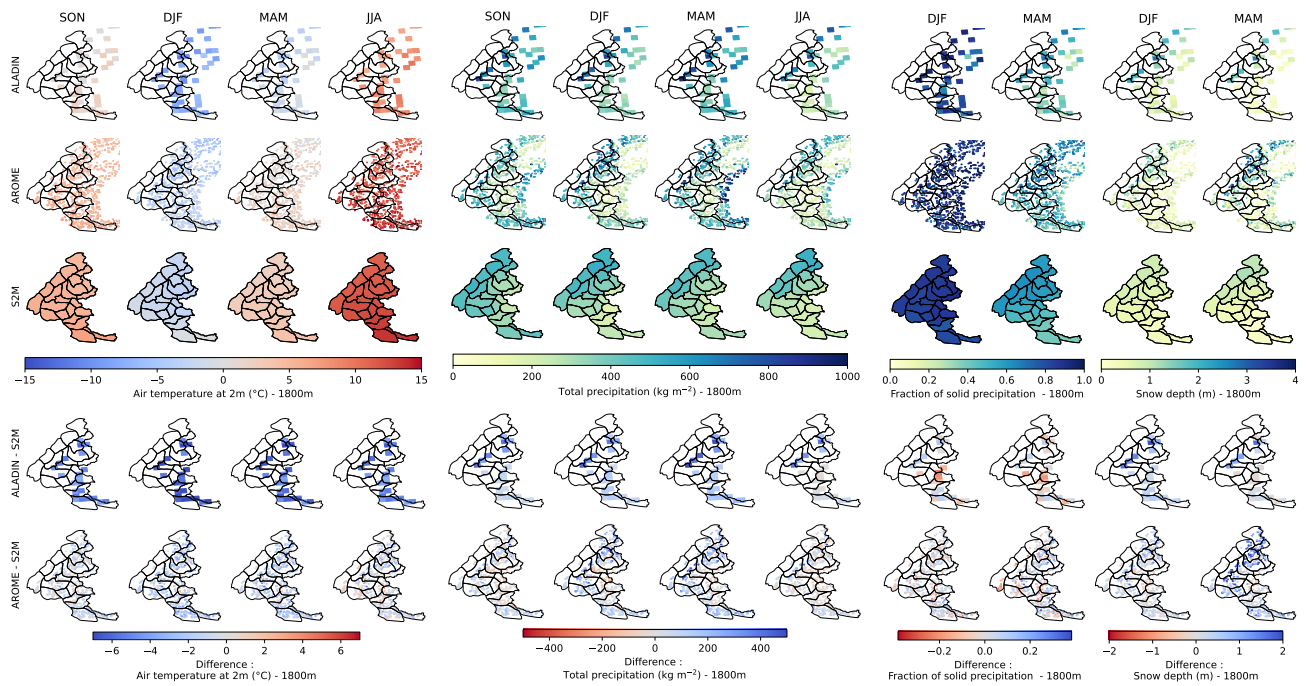 SON DJF MAM JJA SON DJF MAM JJA DJF MAM DJF MAM
ALADIN
AROME
S2M
−15 −10 −5 0 5 10 15
Air temperature at 2m (°C) - 1800m
0 200 400 600 800 1000
Total precipitation (kg m⁻²) - 1800m
0.0 0.2 0.4 0.6 0.8 1.0
Fraction of solid precipitation - 1800m
0 1 2 3 4
Snow depth (m) - 1800m
ALADIN - S2M
AROME - S2M
−6 −4 −2 0 2 4 6
Difference :
Air temperature at 2m (°C) - 1800m
−400 −200 0 200 400
Difference :
Total precipitation (kg m⁻²) - 1800m
−0.2 0.0 0.2
Difference :
Fraction of solid precipitation - 1800m
−2 −1 0 1 2
Difference :
Snow depth (m) - 1800m